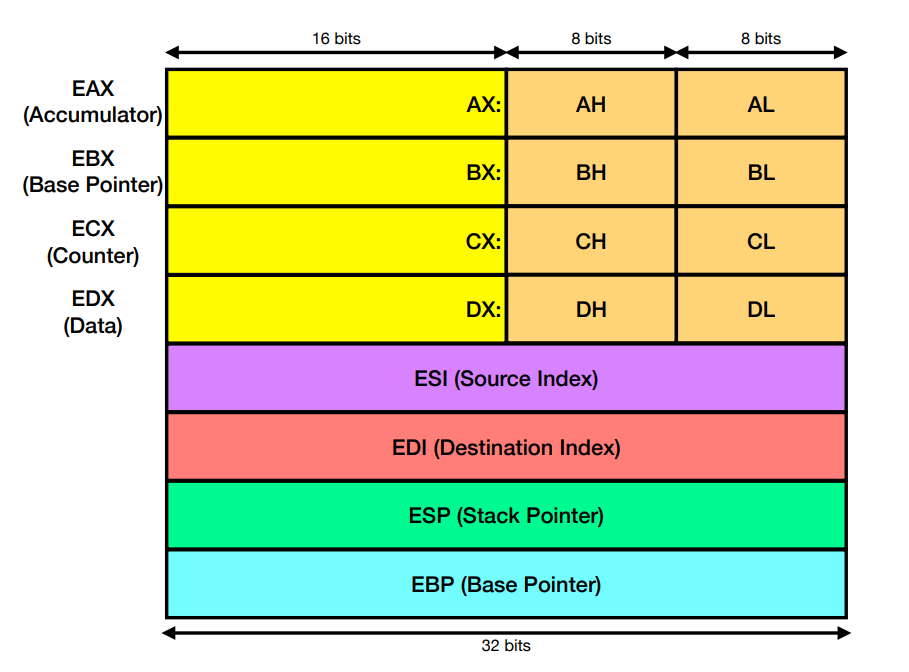 16 bits 8 bits 8 bits
EAX
(Accumulator)
AX: AH AL
EBX
(Base Pointer)
BX: BH BL
ECX
(Counter)
CX: CH CL
EDX
(Data)
DX: DH DL
ESI (Source Index)
EDI (Destination Index)
ESP (Stack Pointer)
EBP (Base Pointer)
32 bits